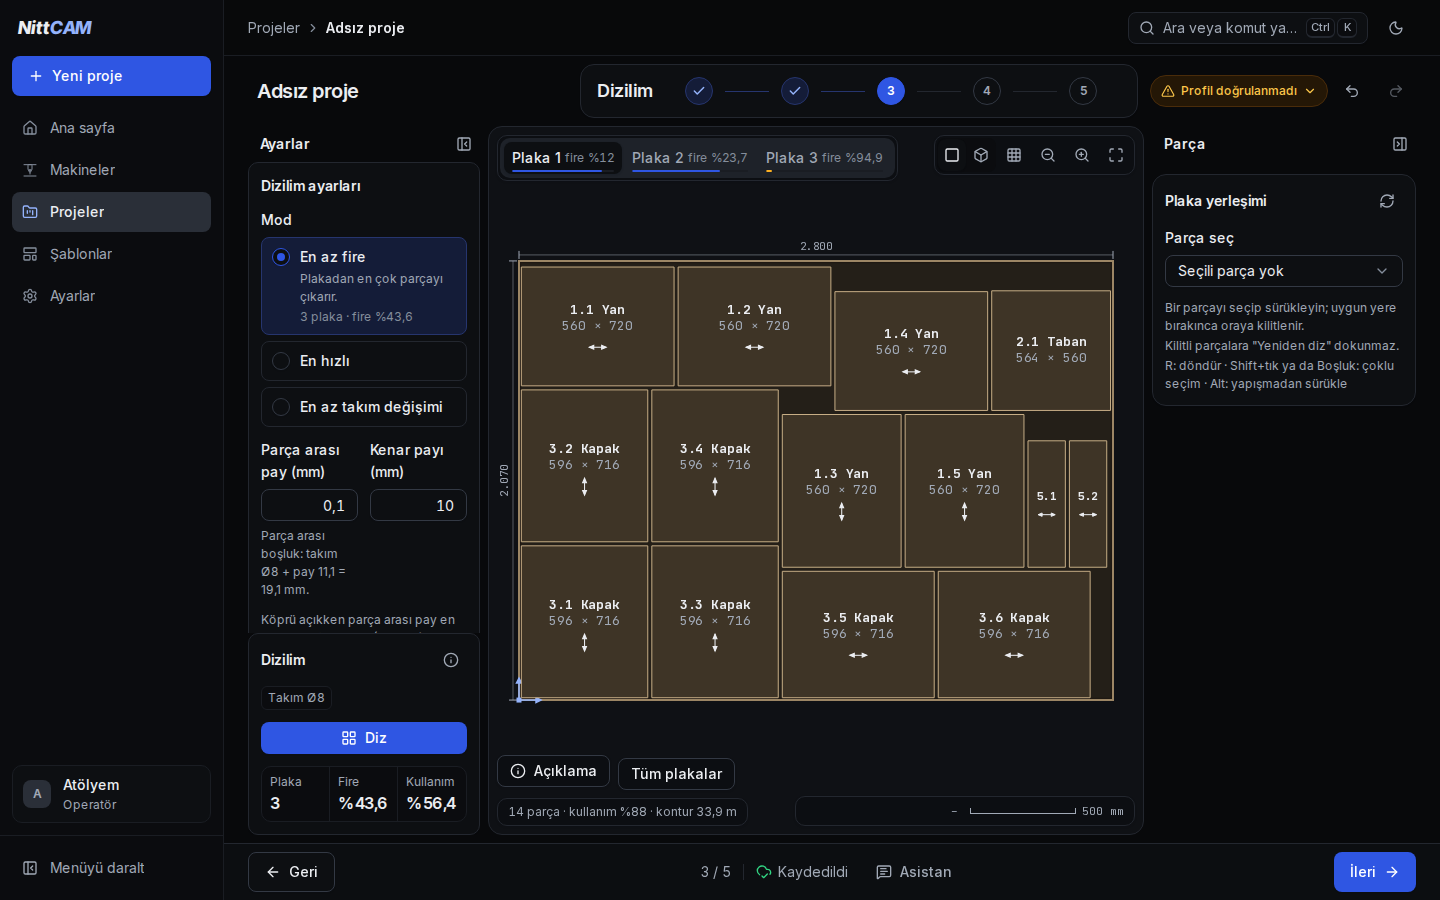 NittCAM
Yeni proje
Ana sayfa
Makineler
Projeler
Şablonlar
Ayarlar
A
Atölyem
Operatör
Menüyü daralt
Projeler
Adsız proje
Ara veya komut ya...
Ctrl
K
Adsız proje
Dizilim
3
4
5
Profil doğrulanmadı
Ayarlar
Dizilim ayarları
Mod
En az fire
Plakadan en çok parçayı
çıkarır.
3 plaka · fire %43,6
En hızlı
En az takım değişimi
Parça arası
pay (mm)
Kenar payı
(mm)
0,1
10
Parça arası
boşluk: takım
Ø8 + pay 11,1 =
19,1 mm.
Köprü açıkken parça arası pay en
Dizilim
Takım Ø8
Diz
Plaka
3
Fire
%43,6
Kullanım
%56,4
Plaka 1 fire %12
Plaka 2 fire %23,7
Plaka 3 fire %94,9
2.800
2.070
1.1 Yan
560 × 720
1.2 Yan
560 × 720
1.4 Yan
560 × 720
2.1 Taban
564 × 560
3.2 Kapak
596 × 716
3.4 Kapak
596 × 716
1.3 Yan
560 × 720
1.5 Yan
560 × 720
5.1
5.2
3.1 Kapak
596 × 716
3.3 Kapak
596 × 716
3.5 Kapak
596 × 716
3.6 Kapak
596 × 716
Açıklama
Tüm plakalar
14 parça · kullanım %88 · kontur 33,9 m
–
500 mm
Parça
Plaka yerleşimi
Parça seç
Seçili parça yok
Bir parçayı seçip sürükleyin; uygun yere
bırakınca oraya kilitlenir.
Kilitli parçalara "Yeniden diz" dokunmaz.
R: döndür · Shift+tık ya da Boşluk: çoklu
seçim · Alt: yapışmadan sürükle
Geri
3 / 5
Kaydedildi
Asistan
İleri